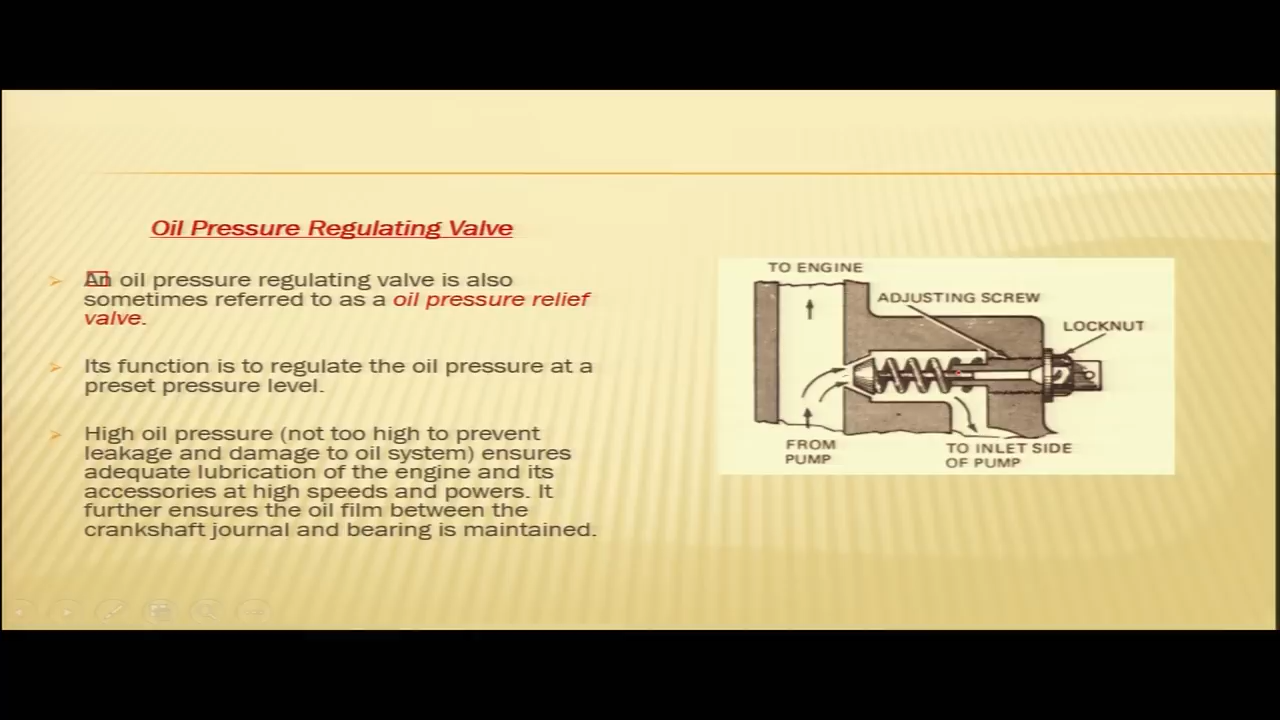 Oil Pressure Regulating Valve
An oil pressure regulating valve is also
sometimes referred to as a oil pressure relief
valve.
Its function is to regulate the oil pressure at a
preset pressure level.
High oil pressure (not too high to prevent
leakage and damage to oil system) ensures
adequate lubrication of the engine and its
accessories at high speeds and powers. It
further ensures the oil film between the
crankshaft journal and bearing is maintained.
TO ENGINE
ADJUSTING SCREW
LOCKNUT
FROM
PUMP
TO INLET SIDE
OF PUMP